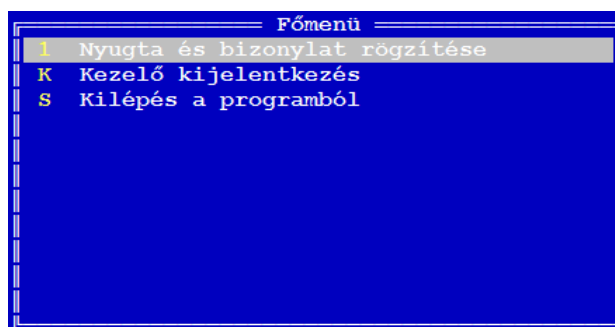 Főmenü
1 Nyugta és bizonylat rögzítése
K Kezelő kijelentkezés
S Kilépés a programból